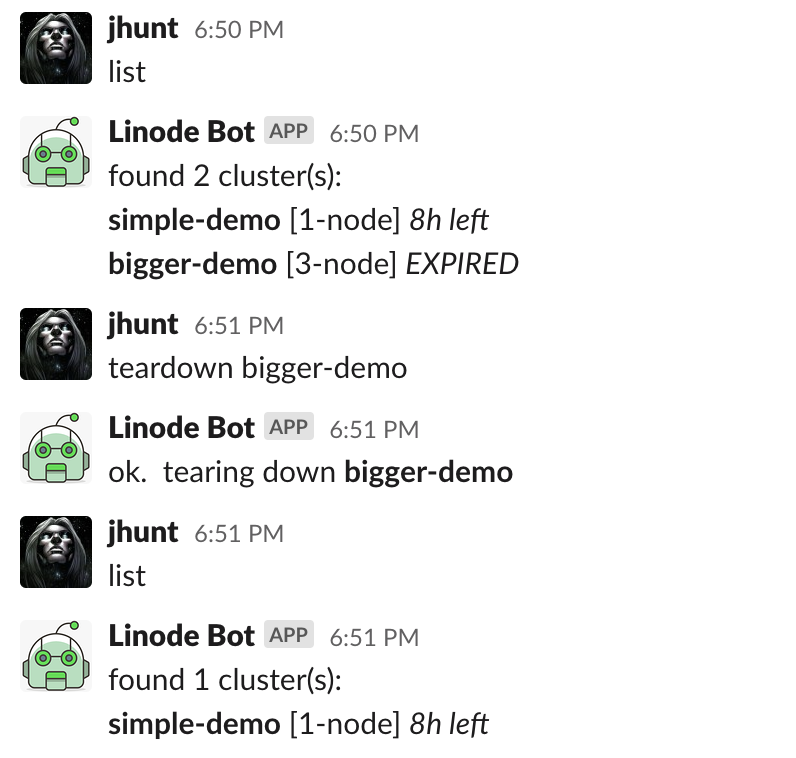 jhunt 6:50 PM
list
Linode Bot APP 6:50 PM
found 2 cluster(s):
simple-demo [1-node] 8h left
bigger-demo [3-node] EXPIRED
jhunt 6:51 PM
teardown bigger-demo
Linode Bot APP 6:51 PM
ok.  tearing down bigger-demo
jhunt 6:51 PM
list
Linode Bot APP 6:51 PM
found 1 cluster(s):
simple-demo [1-node] 8h left